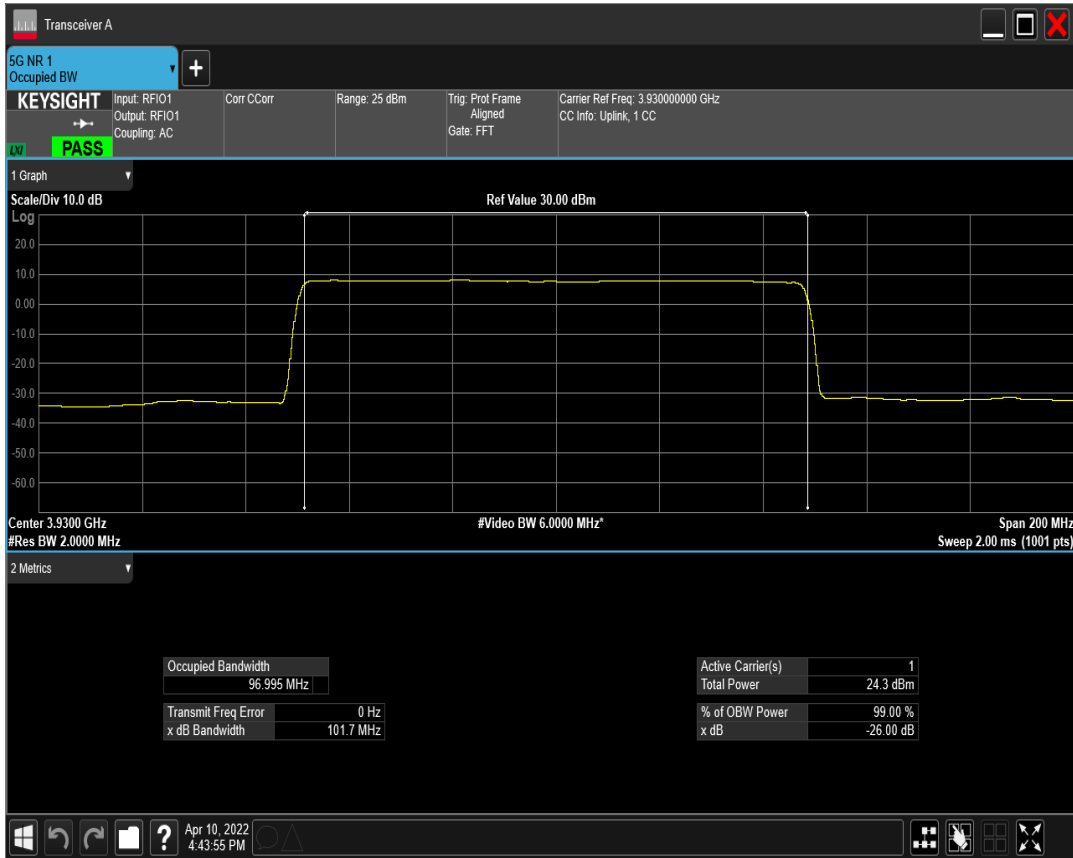 Transceiver A
5G NR 1
Occupied BW
+
KEYSIGHT
LXI
PASS
Input: RFIO1
Output: RFIO1
Coupling: AC
Corr CCorr
Range: 25 dBm
Trig: Prot Frame
Aligned
Gate: FFT
Carrier Ref Freq: 3.930000000 GHz
CC Info: Uplink, 1 CC
1 Graph
Scale/Div 10.0 dB
Ref Value 30.00 dBm
Log
20.0
10.0
0.00
-10.0
-20.0
-30.0
-40.0
-50.0
-60.0
Center 3.9300 GHz
#Video BW 6.0000 MHz*
Span 200 MHz
#Res BW 2.0000 MHz
Sweep 2.00 ms (1001 pts)
2 Metrics
Occupied Bandwidth
96.995 MHz
Transmit Freq Error 0 Hz
x dB Bandwidth 101.7 MHz
Active Carrier(s) 1
Total Power 24.3 dBm
% of OBW Power 99.00 %
x dB -26.00 dB
?
Apr 10, 2022
4:43:55 PM